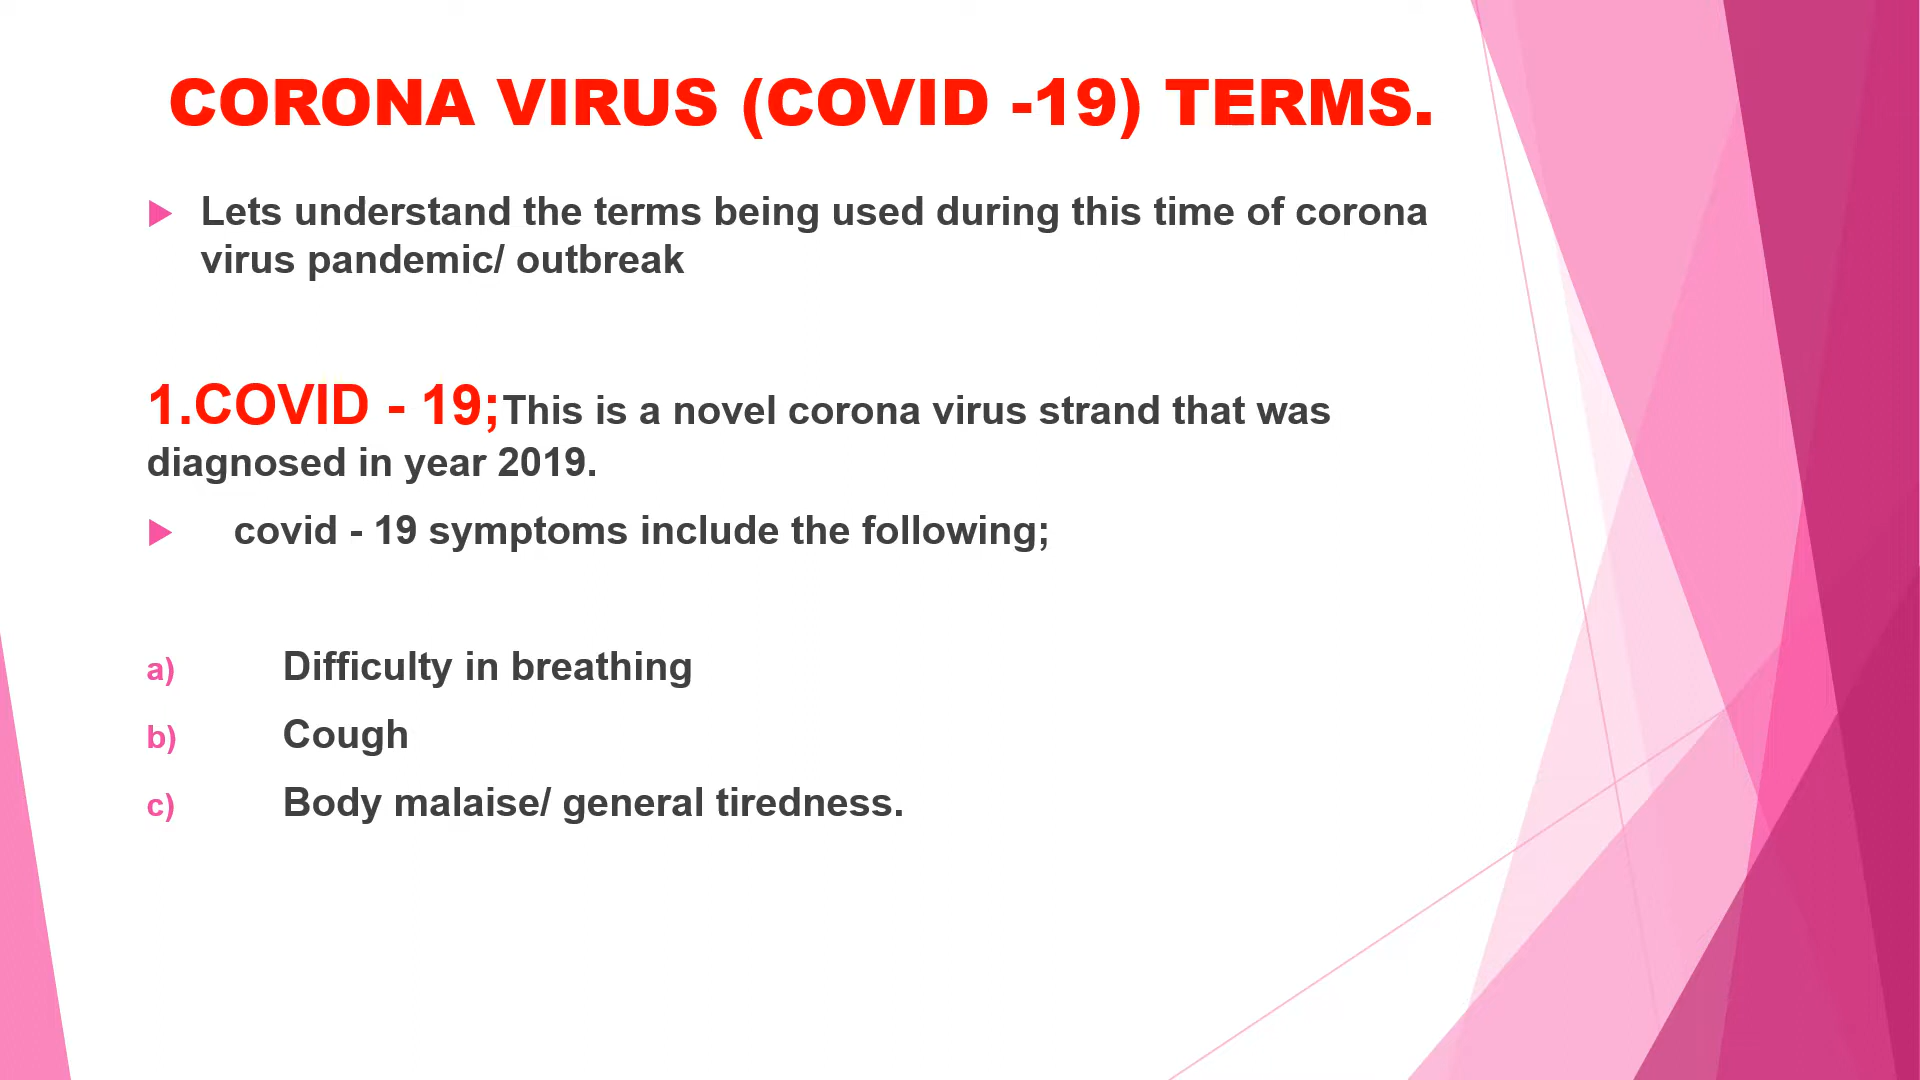 CORONA VIRUS (COVID -19) TERMS.
Lets understand the terms being used during this time of corona
virus pandemic/ outbreak
1.COVID - 19;This is a novel corona virus strand that was
diagnosed in year 2019.
covid - 19 symptoms include the following;
a) Difficulty in breathing
b) Cough
c) Body malaise/ general tiredness.